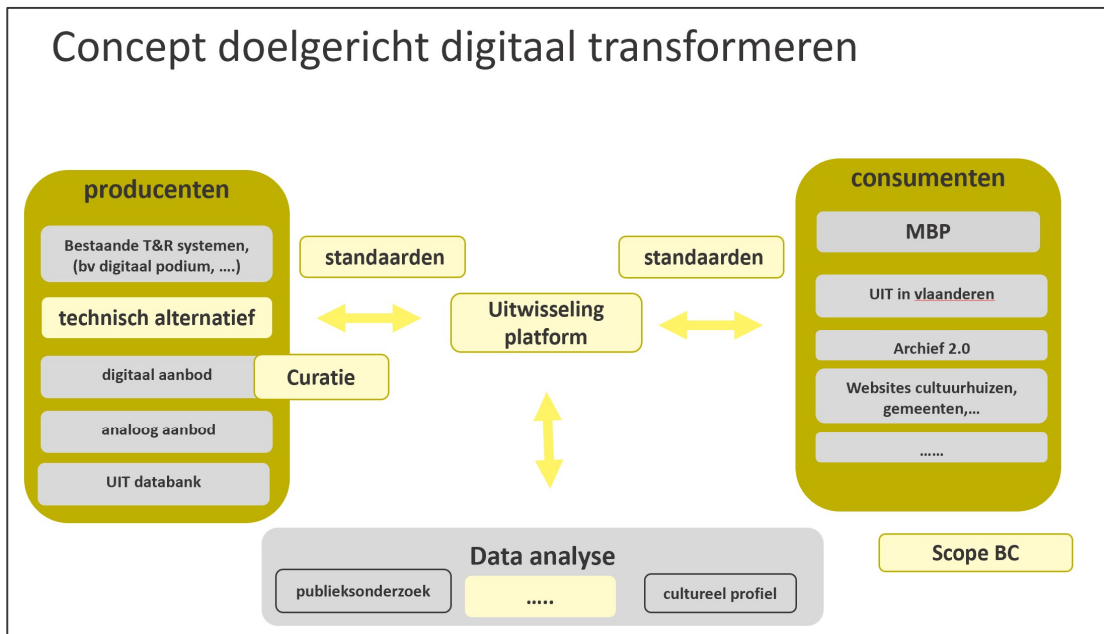 Concept doelgericht digitaal transformeren
producenten
Bestaande T&R systemen,
(bv digitaal podium, ….)
technisch alternatief
digitaal aanbod
Curatie
analoog aanbod
UIT databank
standaarden
Uitwisseling
platform
standaarden
consumenten
MBP
UIT in vlaanderen
Archief 2.0
Websites cultuurhuizen,
gemeenten,…
……
Data analyse
publieksonderzoek
…..
cultureel profiel
Scope BC